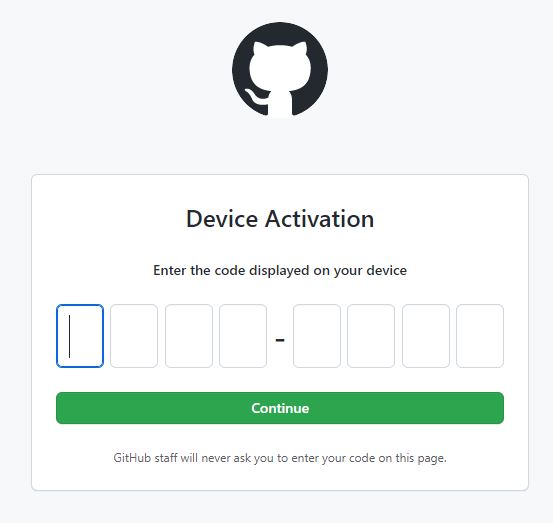 Device Activation
Enter the code displayed on your device
-
Continue
GitHub staff will never ask you to enter your code on this page.